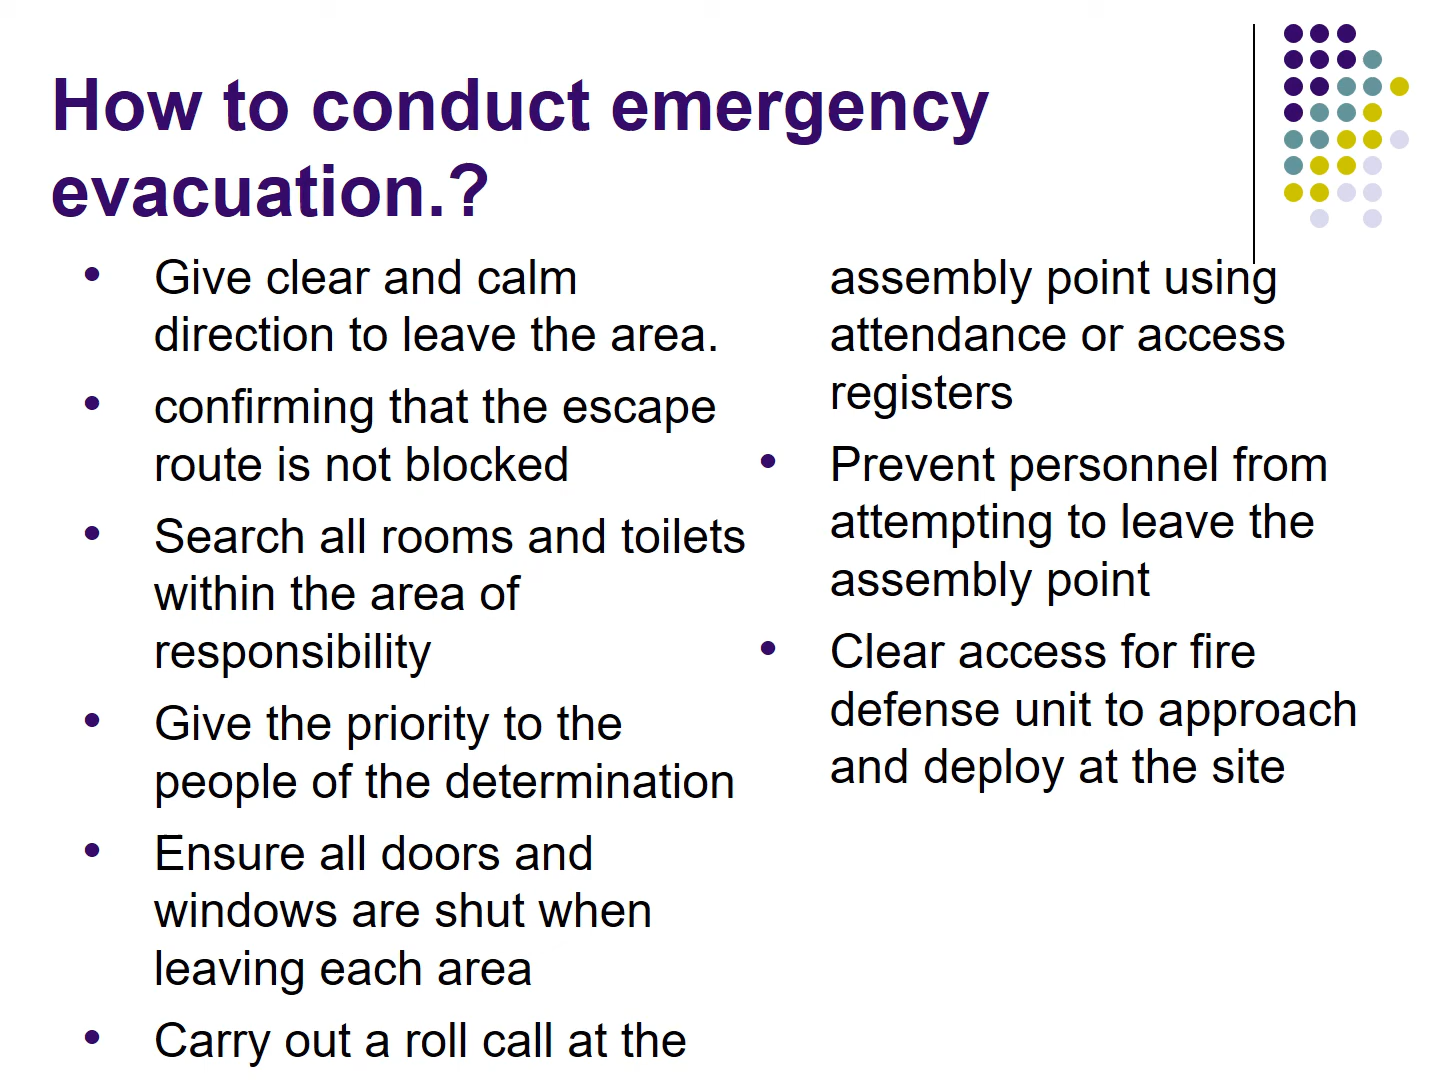 How to conduct emergency
evacuation.?
• Give clear and calm
direction to leave the area.
• confirming that the escape
route is not blocked
• Search all rooms and toilets
within the area of
responsibility
• Give the priority to the
people of the determination
• Ensure all doors and
windows are shut when
leaving each area
• Carry out a roll call at the
assembly point using
attendance or access
registers
• Prevent personnel from
attempting to leave the
assembly point
• Clear access for fire
defense unit to approach
and deploy at the site